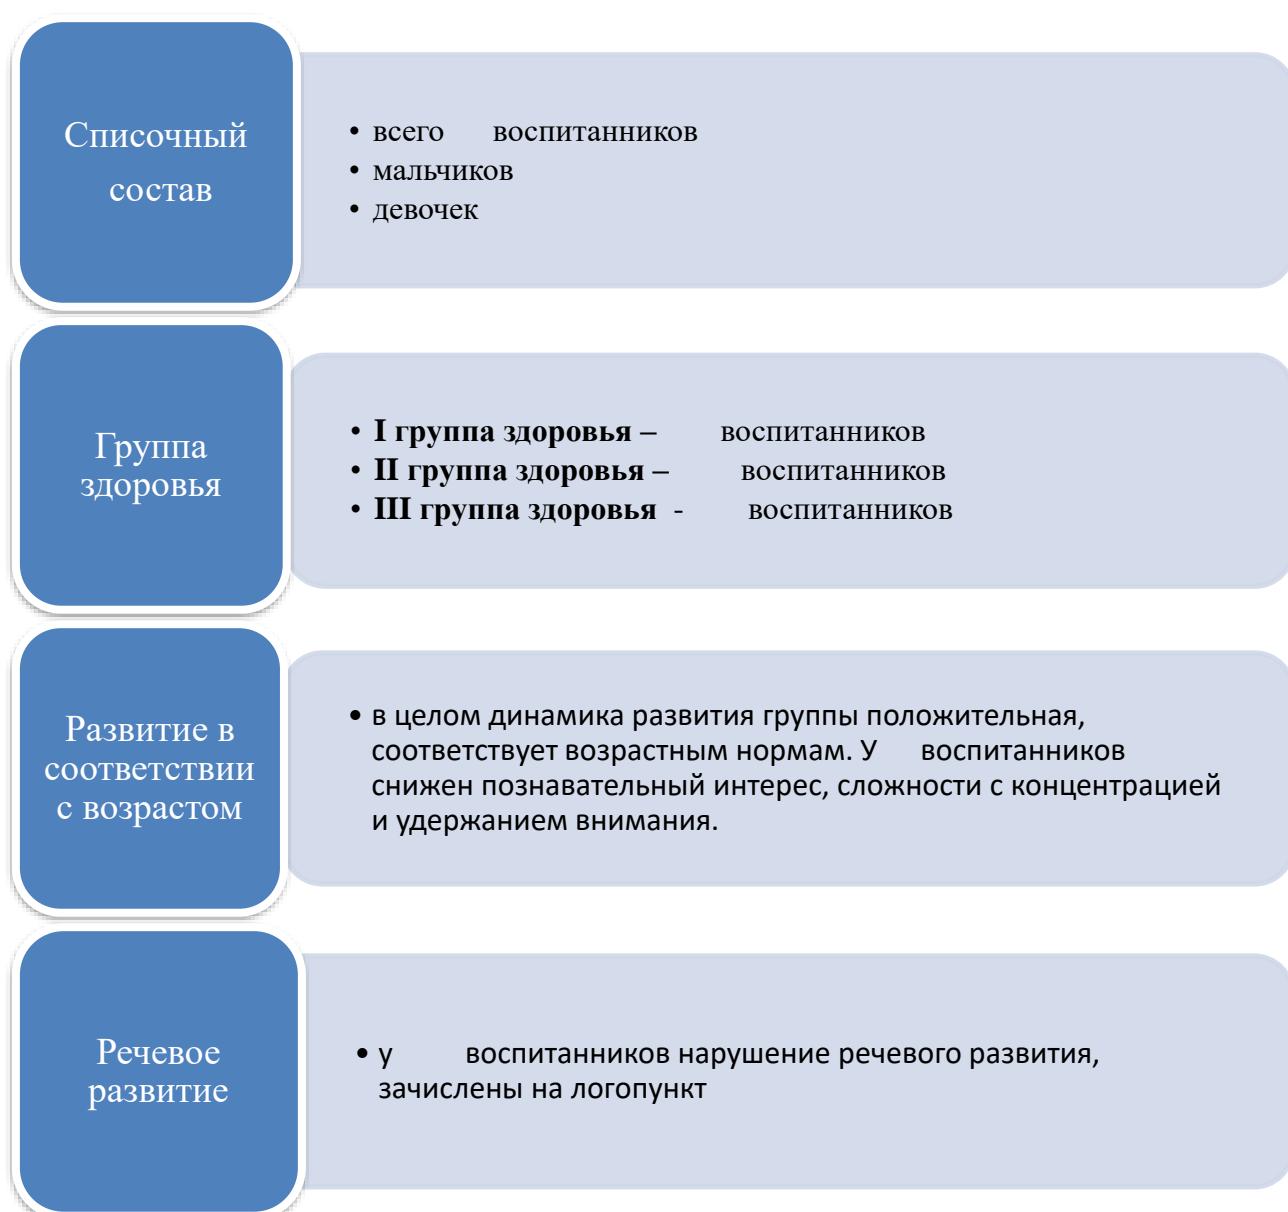 Списочный
состав
• всего воспитанников
• мальчиков
• девочек
Группа
здоровья
• I группа здоровья – воспитанников
• II группа здоровья – воспитанников
• III группа здоровья - воспитанников
Развитие в
соответствии
с возрастом
• в целом динамика развития группы положительная,
соответствует возрастным нормам. У воспитанников
снижен познавательный интерес, сложности с концентрацией
и удержанием внимания.
Речевое
развитие
• у воспитанников нарушение речевого развития,
зачислены на логопункт